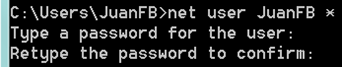 C:\Users\JuanFB>net user JuanFB *
Type a password for the user:
Retype the password to confirm: